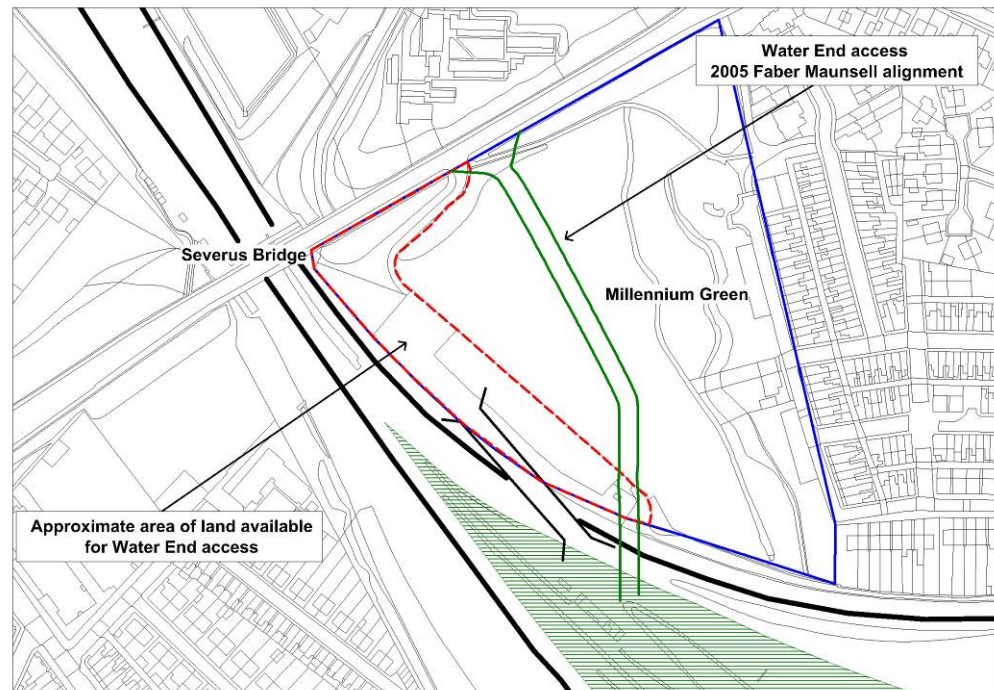 Water End access
2005 Faber Maunsell alignment
Severus Bridge
Millennium Green
Approximate area of land available
for Water End access